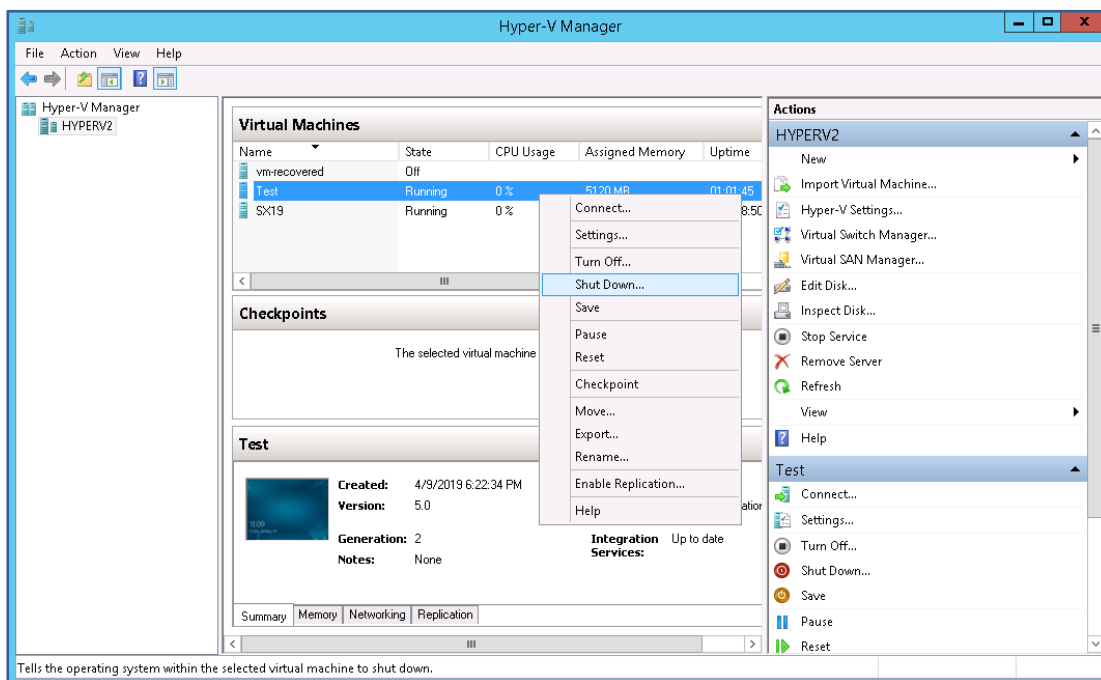 Hyper-V Manager
File Action View Help
Hyper-V Manager
HYPERV2
Virtual Machines
Name State CPU Usage Assigned Memory Uptime
vm-recovered Off
Test Running 0 % 5120 MB 01:01:45
SX19 Running 0 % 8:50
Connect...
Settings...
Turn Off...
Shut Down...
Save
Pause
Reset
Checkpoint
Move...
Export...
Rename...
Enable Replication...
Help
Checkpoints
The selected virtual machine
Test
Created: 4/9/2019 6:22:34 PM
Version: 5.0
Generation: 2
Notes: None
Integration Services: Up to date
Summary Memory Networking Replication
Actions
HYPERV2
New
Import Virtual Machine...
Hyper-V Settings...
Virtual Switch Manager...
Virtual SAN Manager...
Edit Disk...
Inspect Disk...
Stop Service
Remove Server
Refresh
View
Help
Test
Connect...
Settings...
Turn Off...
Shut Down...
Save
Pause
Reset
Tells the operating system within the selected virtual machine to shut down.